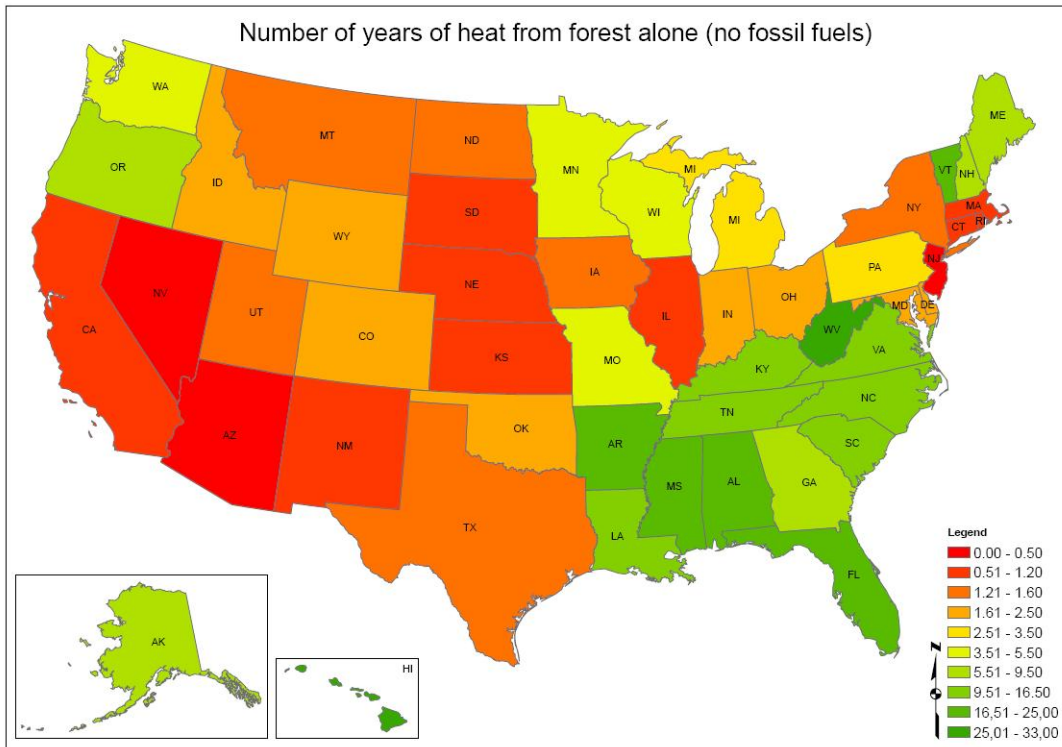 Number of years of heat from forest alone (no fossil fuels)
WA
MT
ND
ME
OR
ID
MN
MI
VT
NH
WI
MI
NY
MA
SD
CT
RI
WY
IA
PA
NJ
NE
NV
UT
IL
IN
OH
MD
DE
CA
CO
WV
KS
MO
VA
KY
NC
TN
AZ
NM
OK
AR
SC
MS
AL
GA
TX
LA
FL
AK
HI
Legend
0.00 - 0.50
0.51 - 1.20
1.21 - 1.60
1.61 - 2.50
2.51 - 3.50
3.51 - 5.50
5.51 - 9.50
9.51 - 16.50
16,51 - 25,00
25,01 - 33,00
N